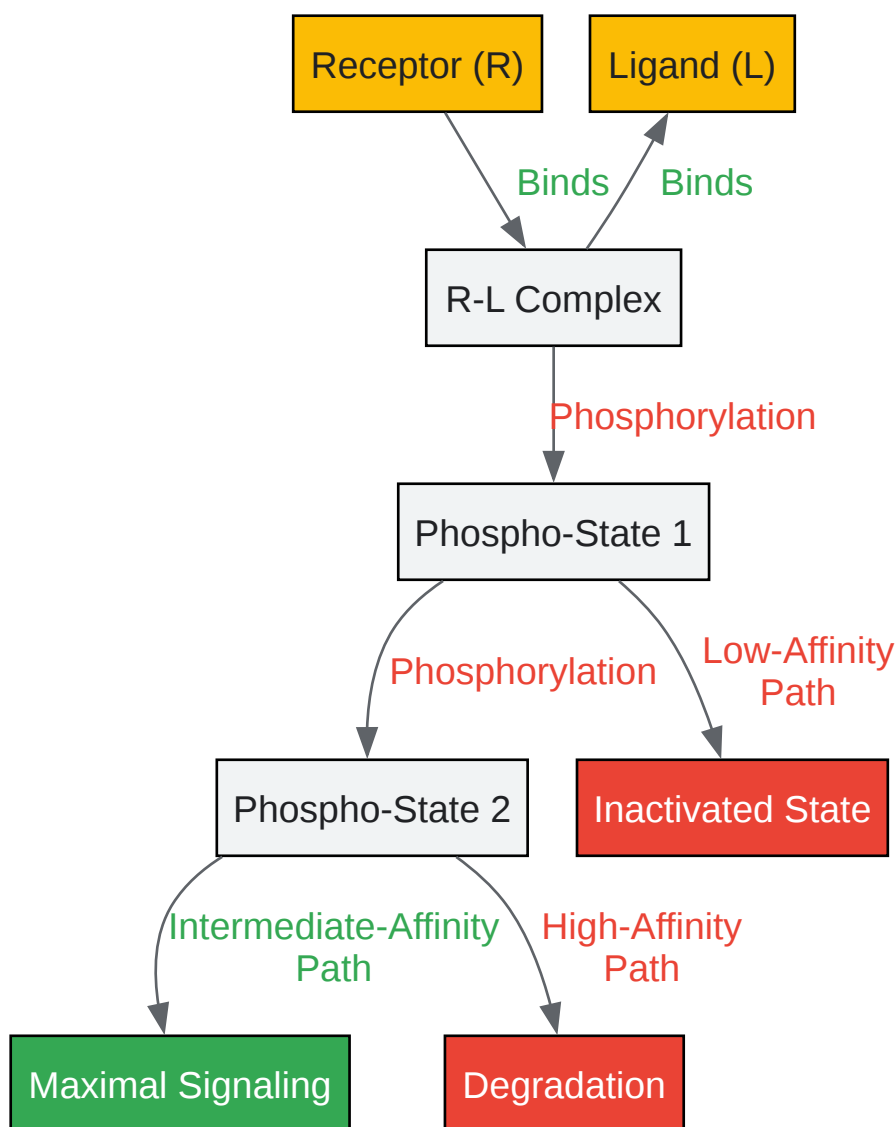 Receptor (R)
Ligand (L)
Binds
Binds
R-L Complex
Phosphorylation
Phospho-State 1
Phosphorylation
Low-Affinity
Path
Phospho-State 2
Inactivated State
Intermediate-Affinity
Path
High-Affinity
Path
Maximal Signaling
Degradation